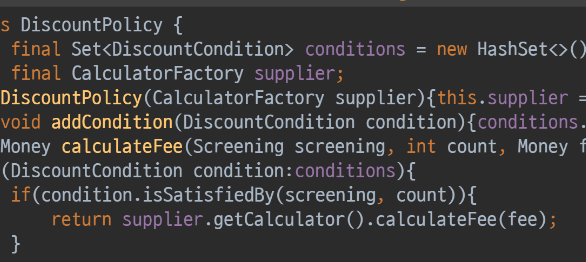 s DiscountPolicy {
final Set<DiscountCondition> conditions = new HashSet<>()
final CalculatorFactory supplier;
DiscountPolicy(CalculatorFactory supplier){this.supplier =
void addCondition(DiscountCondition condition){conditions.
Money calculateFee(Screening screening, int count, Money f
(DiscountCondition condition:conditions){
if(condition.isSatisfiedBy(screening, count)){
return supplier.getCalculator().calculateFee(fee);
}